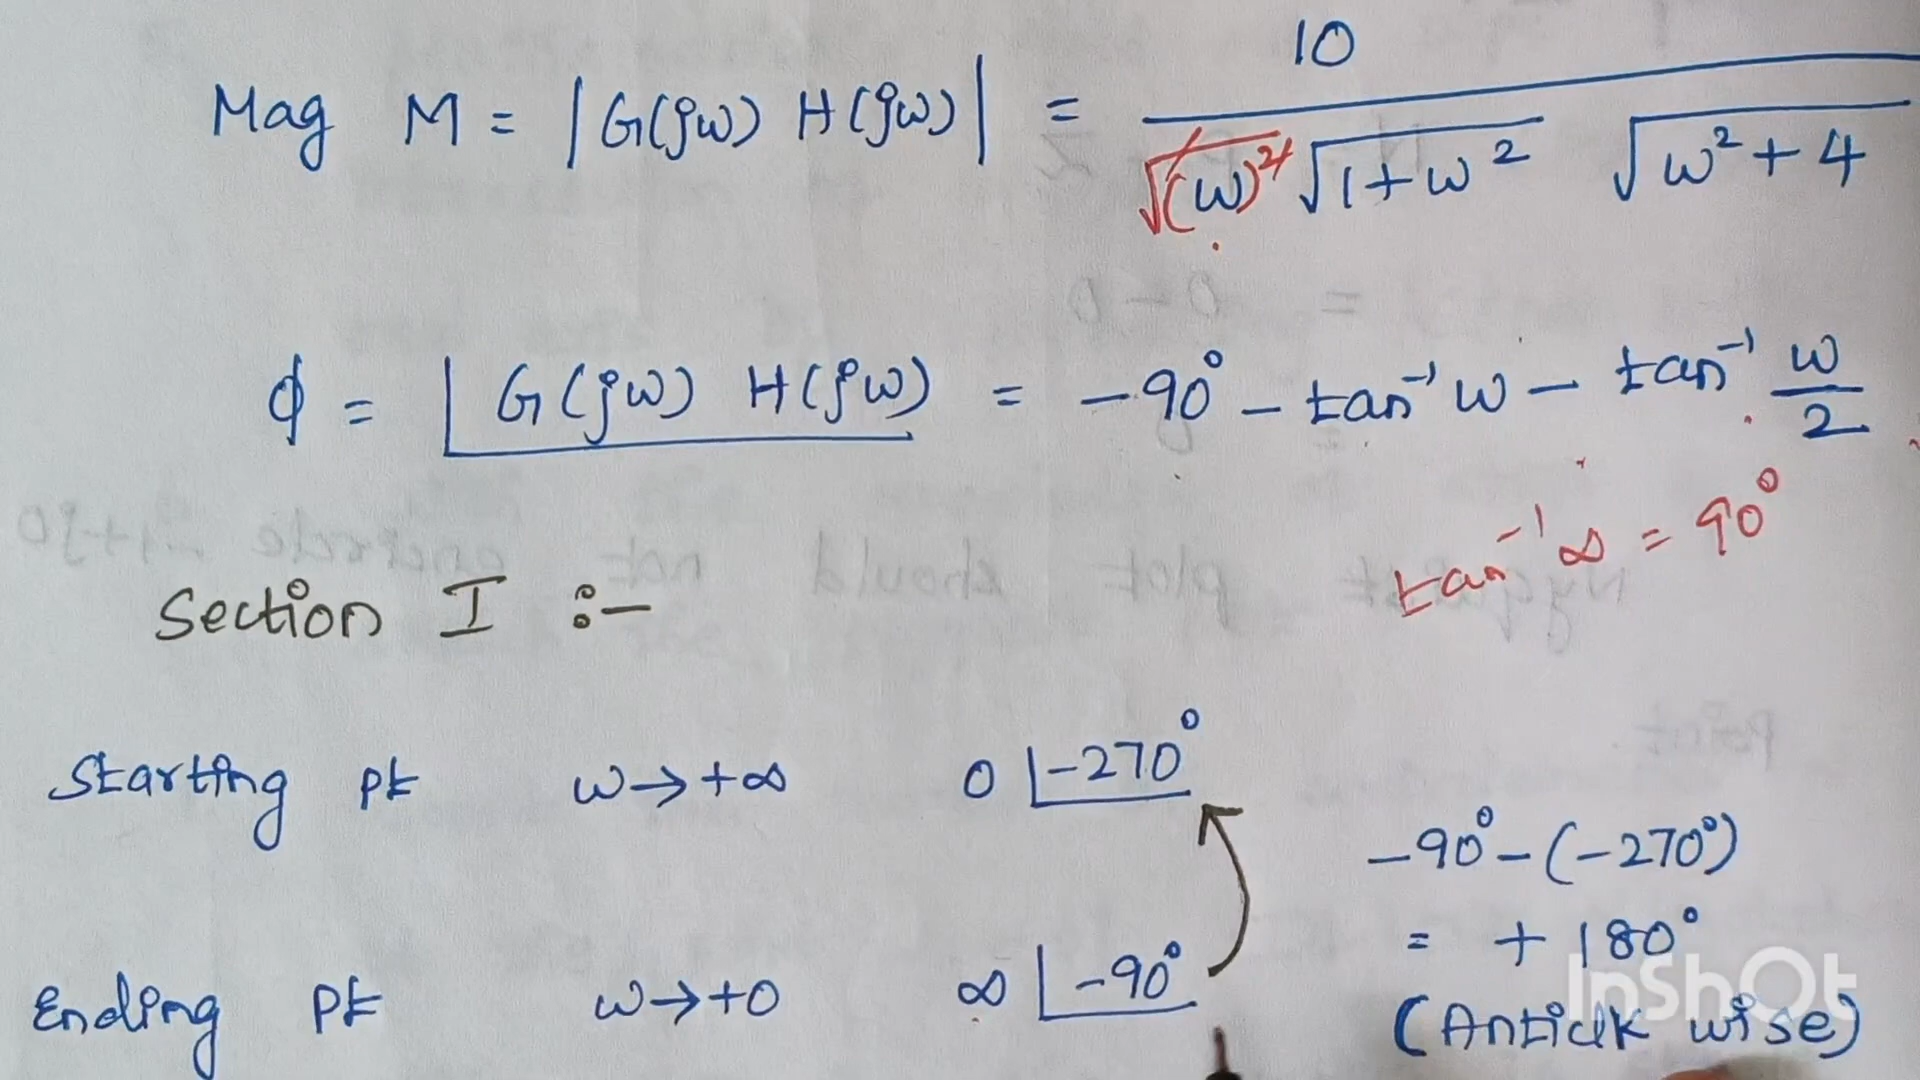 10
Mag M = |G(jω) H(jω)| = √(ω)² √1+ω² √ω²+4
ϕ = ∠G(jω) H(jω) = -90° - tan⁻¹ω - tan⁻¹ ω/2
tan⁻¹∞ = 90°
Section I :-
Starting pt ω→+∞ 0 ∠-270°
-90°-(-270°)
= +180°
Ending pt ω→+0 ∞ ∠-90°
(Anticlk wise)
InShOt